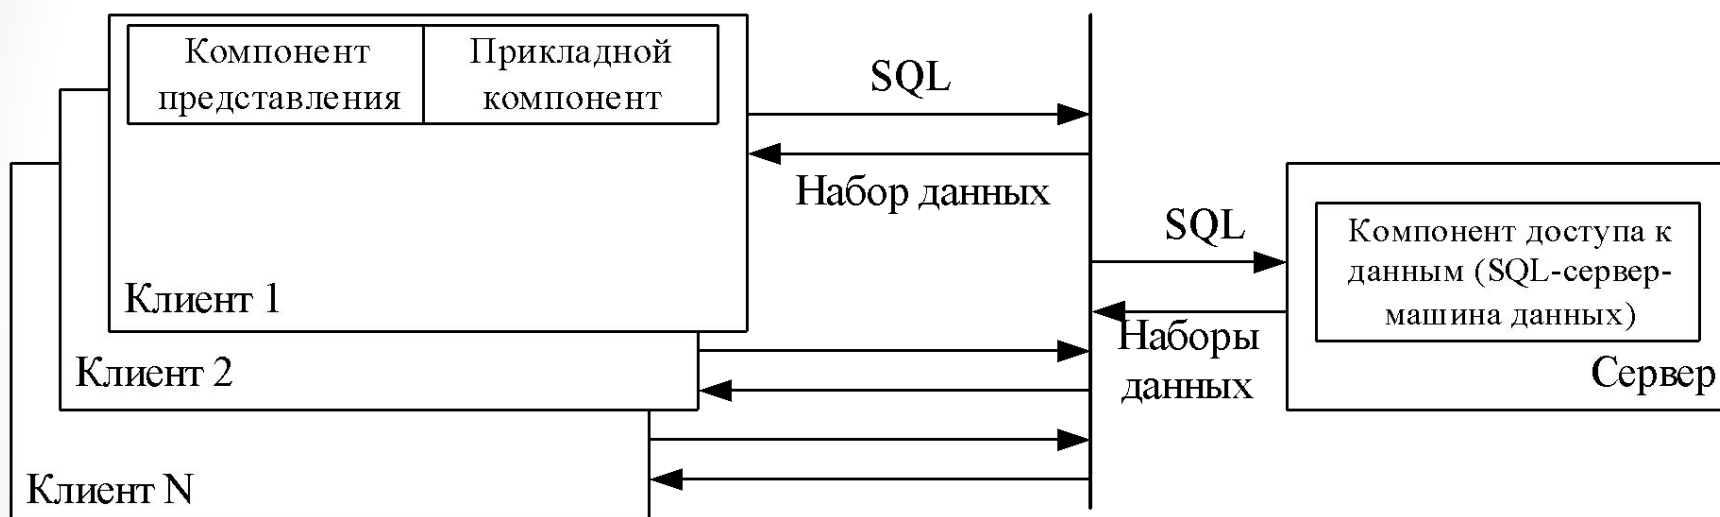 Компонент
представления
Прикладной
компонент
SQL
Набор данных
Клиент 1
Клиент 2
Клиент N
SQL
Наборы
данных
Компонент доступа к
данным (SQL-сервер-
машина данных)
Сервер